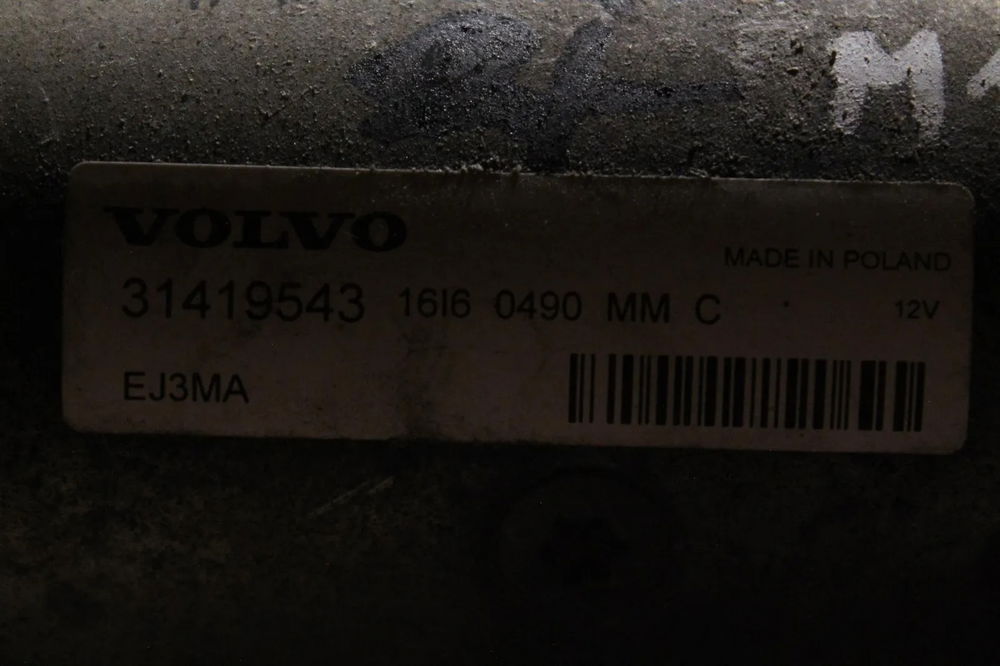 M
VOLVO
MADE IN POLAND
31419543 16I6 0490 MM C 12V
EJ3MA